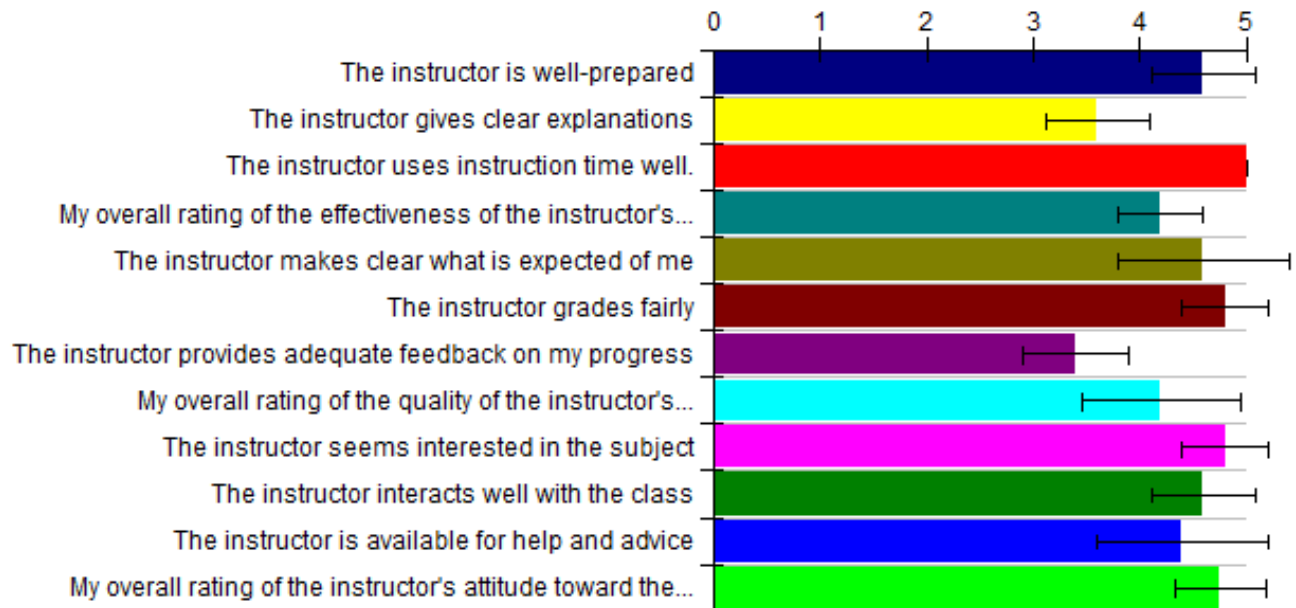 0 1 2 3 4 5
The instructor is well-prepared
The instructor gives clear explanations
The instructor uses instruction time well.
My overall rating of the effectiveness of the instructor's...
The instructor makes clear what is expected of me
The instructor grades fairly
The instructor provides adequate feedback on my progress
My overall rating of the quality of the instructor's...
The instructor seems interested in the subject
The instructor interacts well with the class
The instructor is available for help and advice
My overall rating of the instructor's attitude toward the...